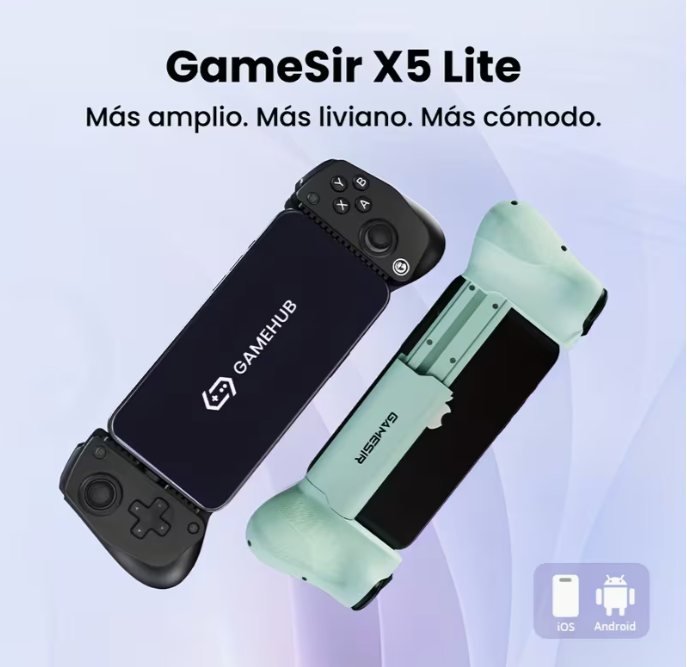 GameSir X5 Lite
Más amplio. Más liviano. Más cómodo.
Y
B
X
A
G
GAMEHUB
GAMESIR
iOS
Android